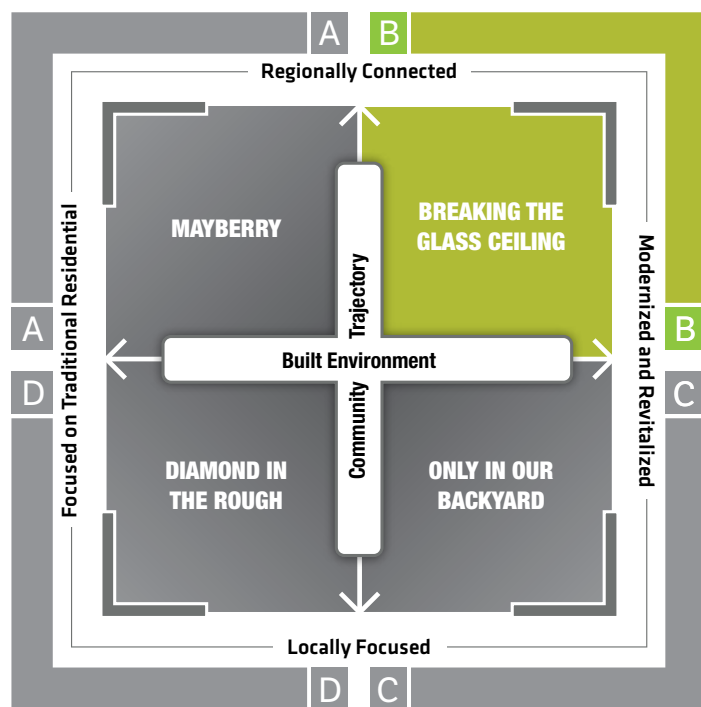 A B
Regionally Connected
MAYBERRY
BREAKING THE
GLASS CEILING
Focused on Traditional Residential
Modernized and Revitalized
Community Trajectory
A
B
Built Environment
D
C
DIAMOND IN
THE ROUGH
ONLY IN OUR
BACKYARD
Locally Focused
D C